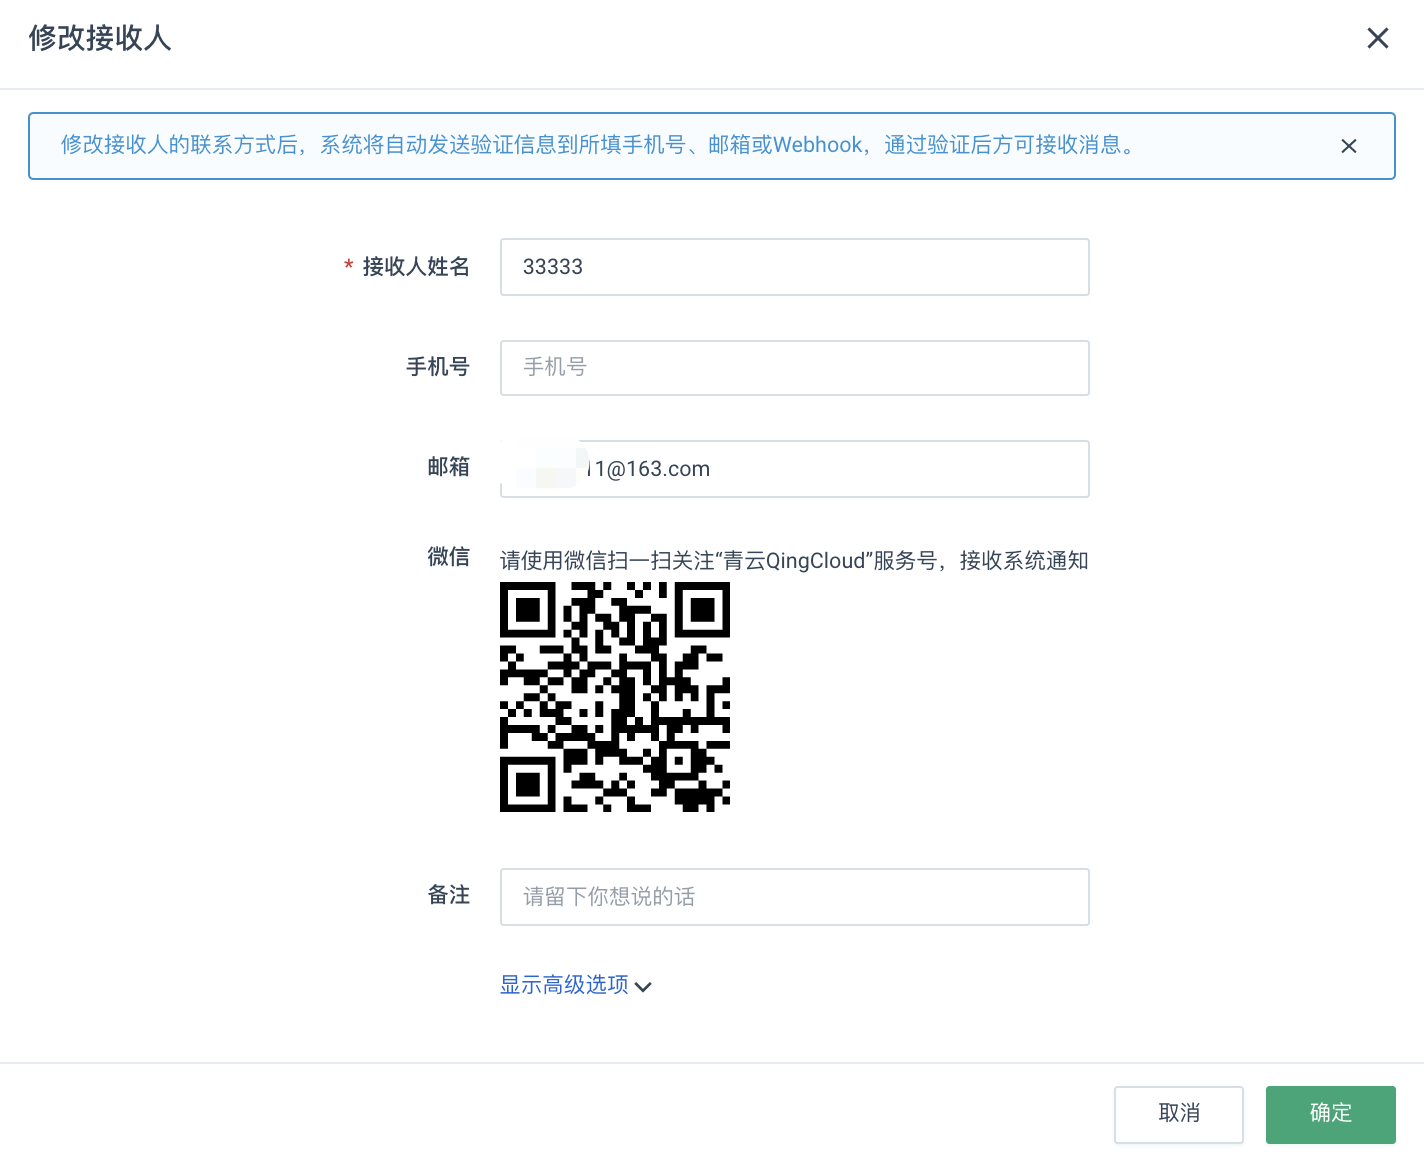 修改接收人
修改接收人的联系方式后，系统将自动发送验证信息到所填手机号、邮箱或Webhook，通过验证后方可接收消息。
* 接收人姓名
33333
手机号
手机号
邮箱
11@163.com
微信
请使用微信扫一扫关注“青云QingCloud”服务号，接收系统通知
备注
请留下你想说的话
显示高级选项
取消
确定